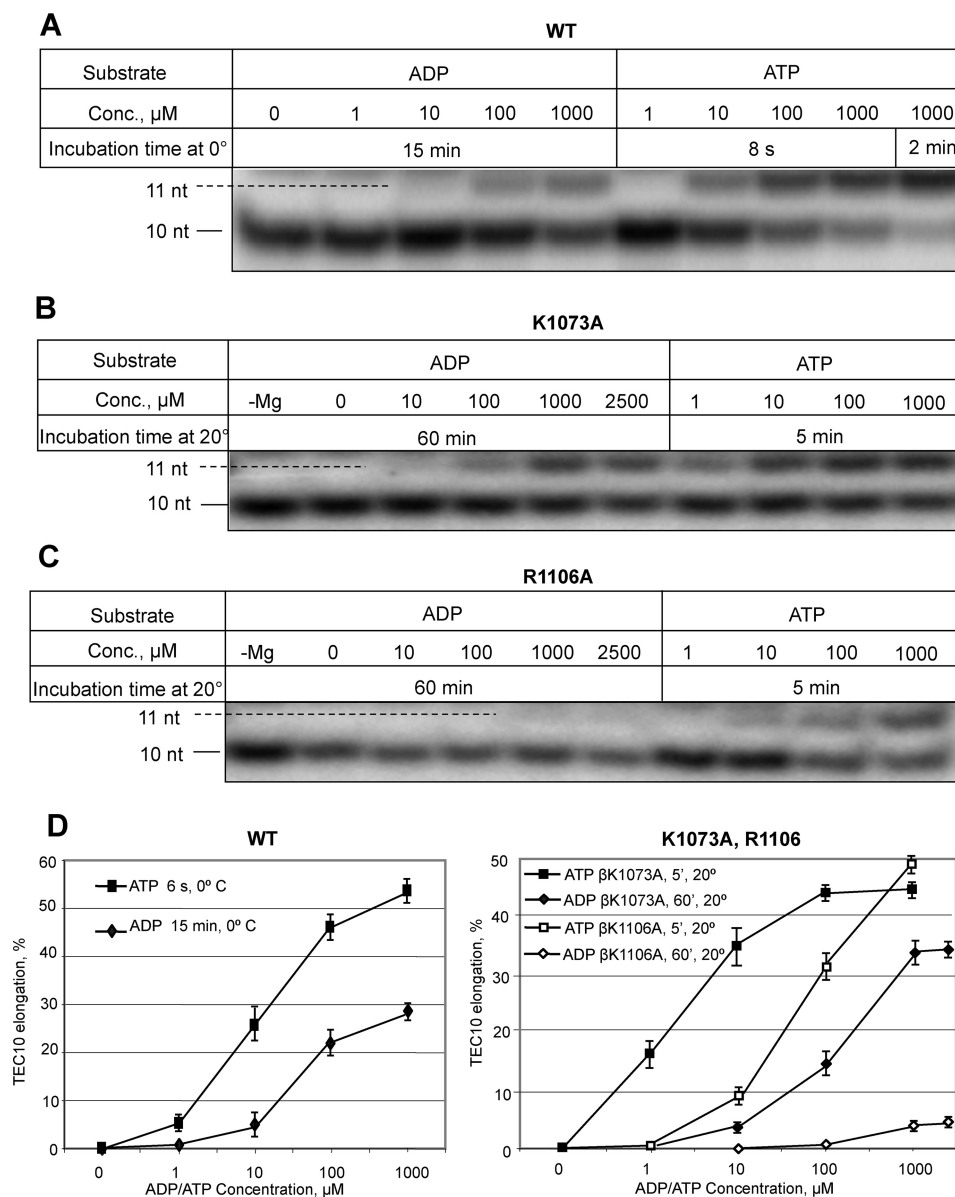 A
WT
Substrate ADP ATP
Conc., µM 0 1 10 100 1000 1 10 100 1000 1000
Incubation time at 0° 15 min 8 s 2 min
11 nt
10 nt
B
K1073A
Substrate ADP ATP
Conc., µM -Mg 0 10 100 1000 2500 1 10 100 1000
Incubation time at 20° 60 min 5 min
11 nt
10 nt
C
R1106A
Substrate ADP ATP
Conc., µM -Mg 0 10 100 1000 2500 1 10 100 1000
Incubation time at 20° 60 min 5 min
11 nt
10 nt
D
WT
60
50
40
30
20
10
0
TEC10 elongation, %
ATP 6 s, 0º C
ADP 15 min, 0º C
0 1 10 100 1000
ADP/ATP Concentration, µM
K1073A, R1106
50
40
30
20
10
0
TEC10 elongation, %
ATP βK1073A, 5', 20º
ADP βK1073A, 60', 20º
ATP βK1106A, 5', 20º
ADP βK1106A, 60', 20º
0 1 10 100 1000
ADP/ATP Concentration, µM